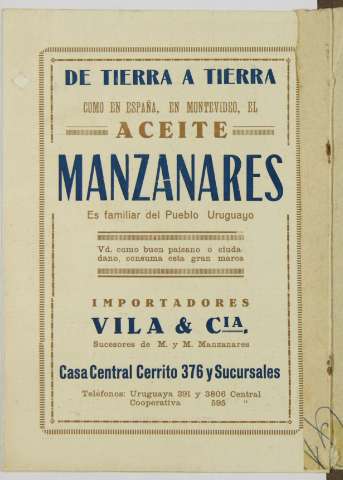 DE TIERRA A TIERRA
COMO EN ESPAÑA, EN MONTEVIDEO, EL
ACEITE
MANZANARES
Es familiar del Pueblo Uruguayo
Vd. como buen paisano o ciuda-
dano, consuma esta gran marca
IMPORTADORES
VILA & CIA.
Sucesores de M. y M. Manzanares
Casa Central Cerrito 376 y Sucursales
Teléfonos: Uruguaya 391 y 3806 Central
Cooperativa 595 "